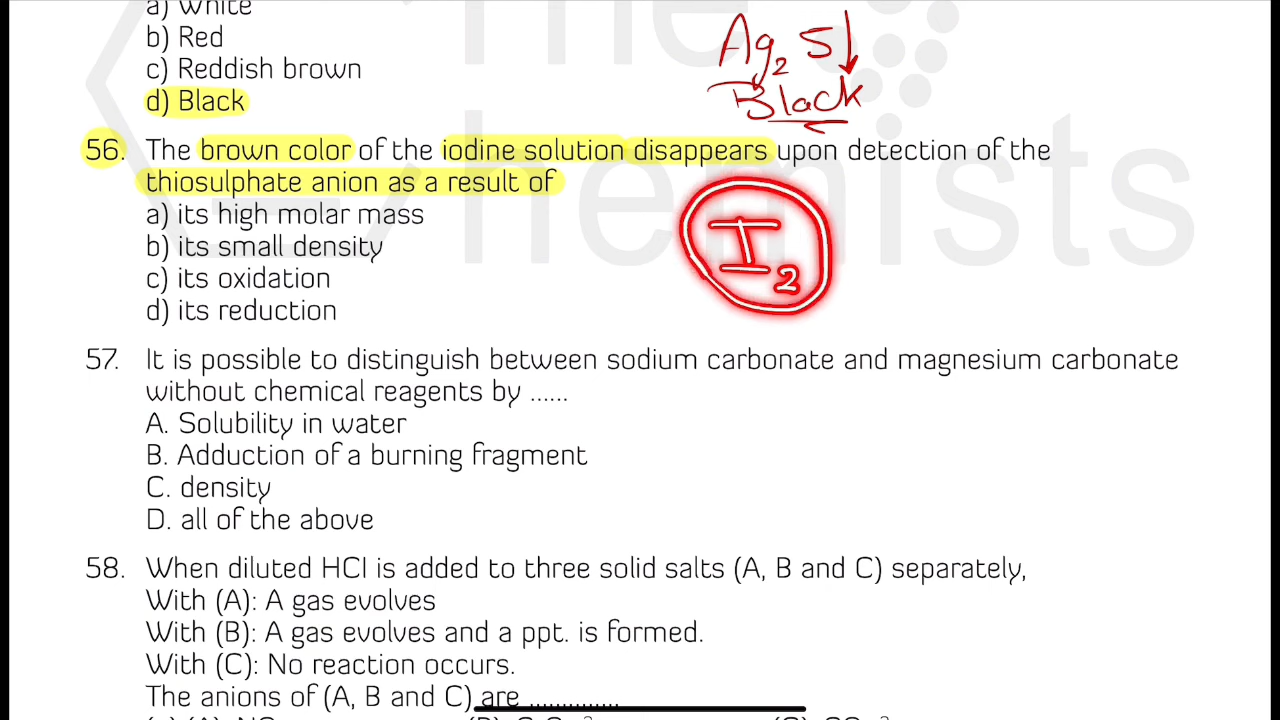 a) White
b) Red
c) Reddish brown
d) Black
Ag2 S↓
Black
56. The brown color of the iodine solution disappears upon detection of the
thiosulphate anion as a result of
a) its high molar mass
b) its small density
c) its oxidation
d) its reduction
I2
57. It is possible to distinguish between sodium carbonate and magnesium carbonate
without chemical reagents by ......
A. Solubility in water
B. Adduction of a burning fragment
C. density
D. all of the above
58. When diluted HCl is added to three solid salts (A, B and C) separately,
With (A): A gas evolves
With (B): A gas evolves and a ppt. is formed.
With (C): No reaction occurs.
The anions of (A, B and C) are ..............
The
hemists